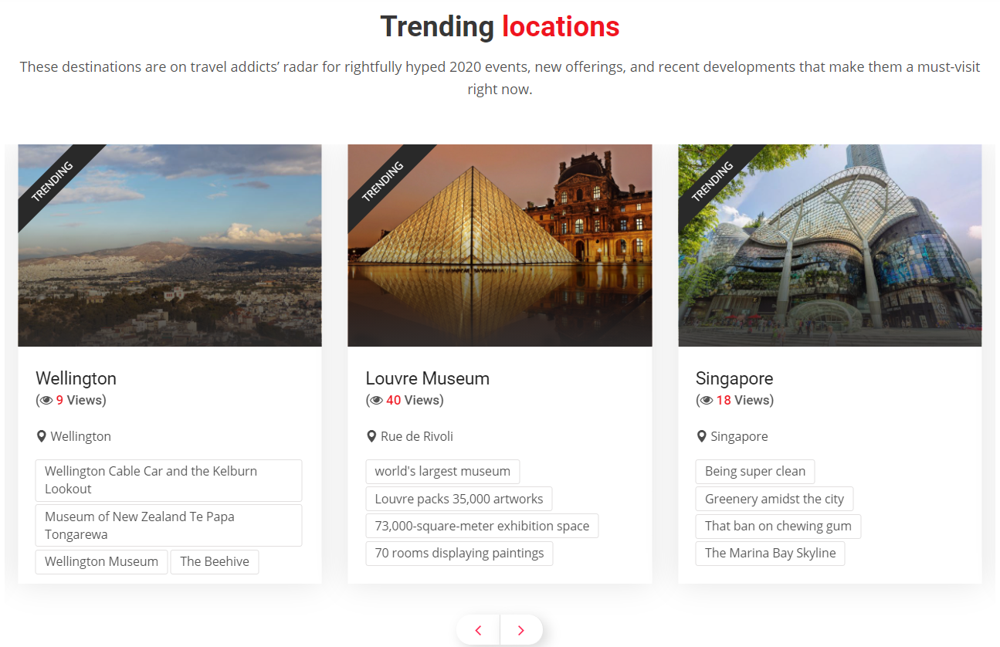 Trending locations
These destinations are on travel addicts’ radar for rightfully hyped 2020 events, new offerings, and recent developments that make them a must-visit
right now.
TRENDING
Wellington
(9 Views)
Wellington
Wellington Cable Car and the Kelburn
Lookout
Museum of New Zealand Te Papa
Tongarewa
Wellington Museum
The Beehive
TRENDING
Louvre Museum
(40 Views)
Rue de Rivoli
world's largest museum
Louvre packs 35,000 artworks
73,000-square-meter exhibition space
70 rooms displaying paintings
TRENDING
Singapore
(18 Views)
Singapore
Being super clean
Greenery amidst the city
That ban on chewing gum
The Marina Bay Skyline